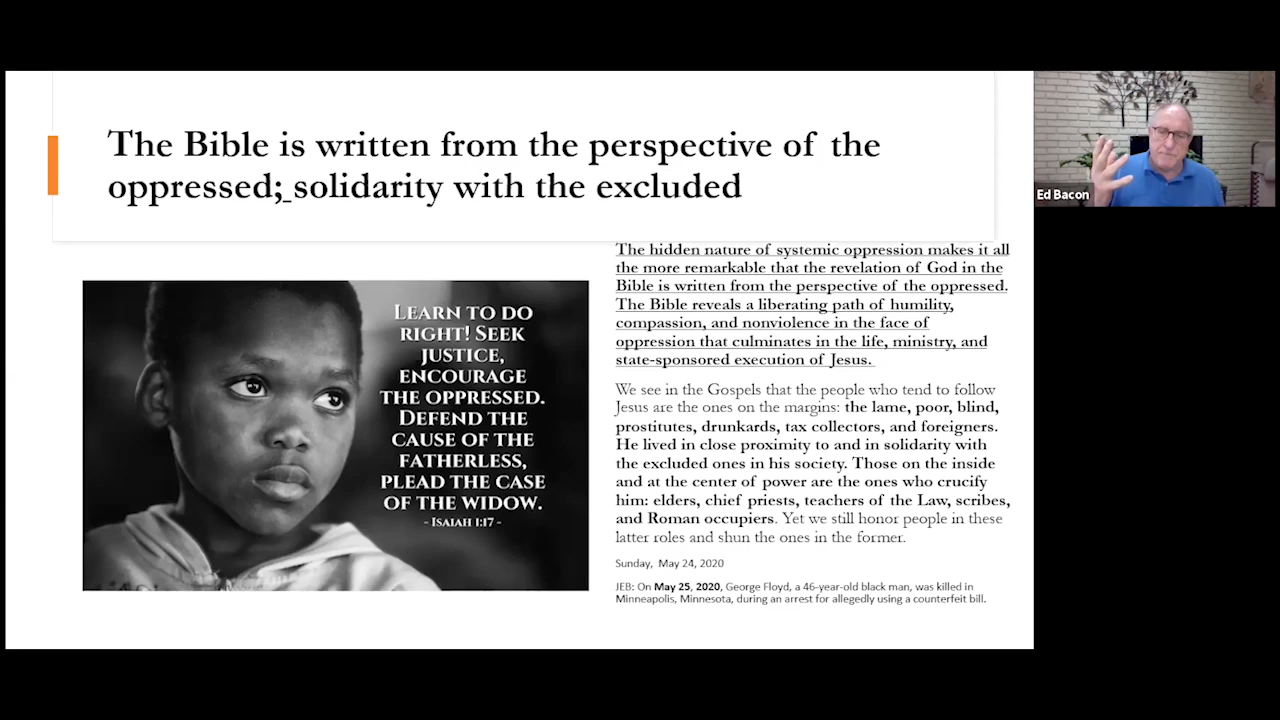 The Bible is written from the perspective of the
oppressed; solidarity with the excluded
LEARN TO DO
RIGHT! SEEK
JUSTICE,
ENCOURAGE
THE OPPRESSED.
DEFEND THE
CAUSE OF THE
FATHERLESS,
PLEAD THE CASE
OF THE WIDOW.
- ISAIAH 1:17 -
The hidden nature of systemic oppression makes it all
the more remarkable that the revelation of God in the
Bible is written from the perspective of the oppressed.
The Bible reveals a liberating path of humility,
compassion, and nonviolence in the face of
oppression that culminates in the life, ministry, and
state-sponsored execution of Jesus.
We see in the Gospels that the people who tend to follow
Jesus are the ones on the margins: the lame, poor, blind,
prostitutes, drunkards, tax collectors, and foreigners.
He lived in close proximity to and in solidarity with
the excluded ones in his society. Those on the inside
and at the center of power are the ones who crucify
him: elders, chief priests, teachers of the Law, scribes,
and Roman occupiers. Yet we still honor people in these
latter roles and shun the ones in the former.
Sunday, May 24, 2020
JEB: On May 25, 2020, George Floyd, a 46-year-old black man, was killed in
Minneapolis, Minnesota, during an arrest for allegedly using a counterfeit bill.
Ed Bacon